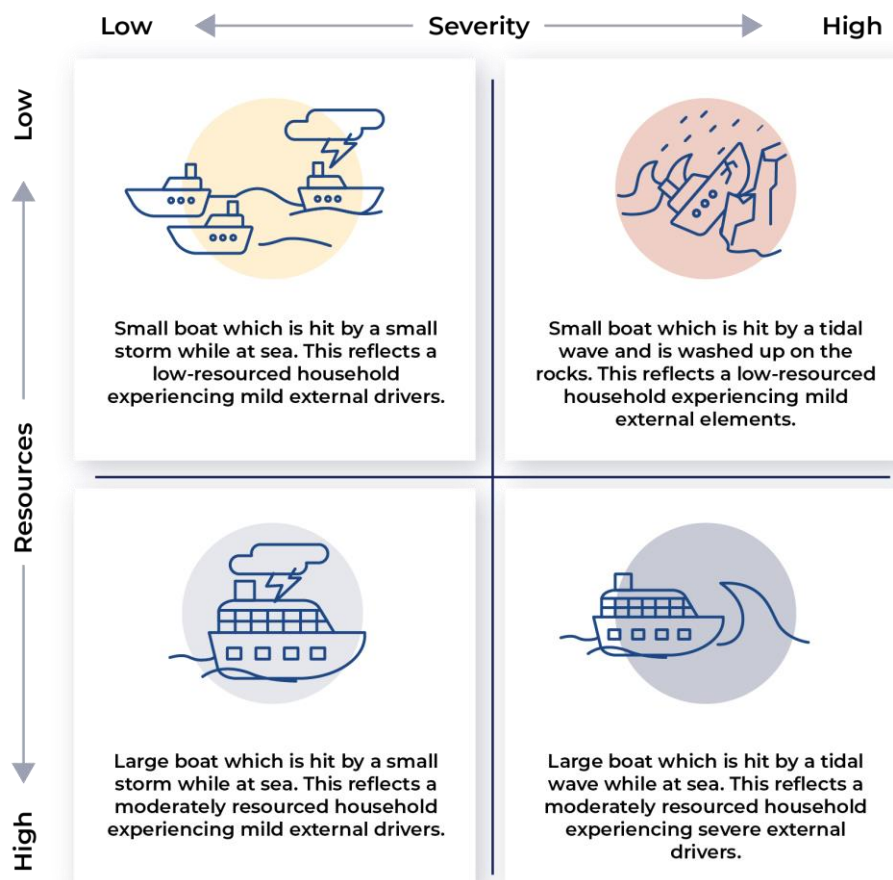 Low
Severity
High
Low
Resources
High
Small boat which is hit by a small
storm while at sea. This reflects a
low-resourced household
experiencing mild external drivers.
Small boat which is hit by a tidal
wave and is washed up on the
rocks. This reflects a low-resourced
household experiencing mild
external elements.
Large boat which is hit by a small
storm while at sea. This reflects a
moderately resourced household
experiencing mild external drivers.
Large boat which is hit by a tidal
wave while at sea. This reflects a
moderately resourced household
experiencing severe external
drivers.